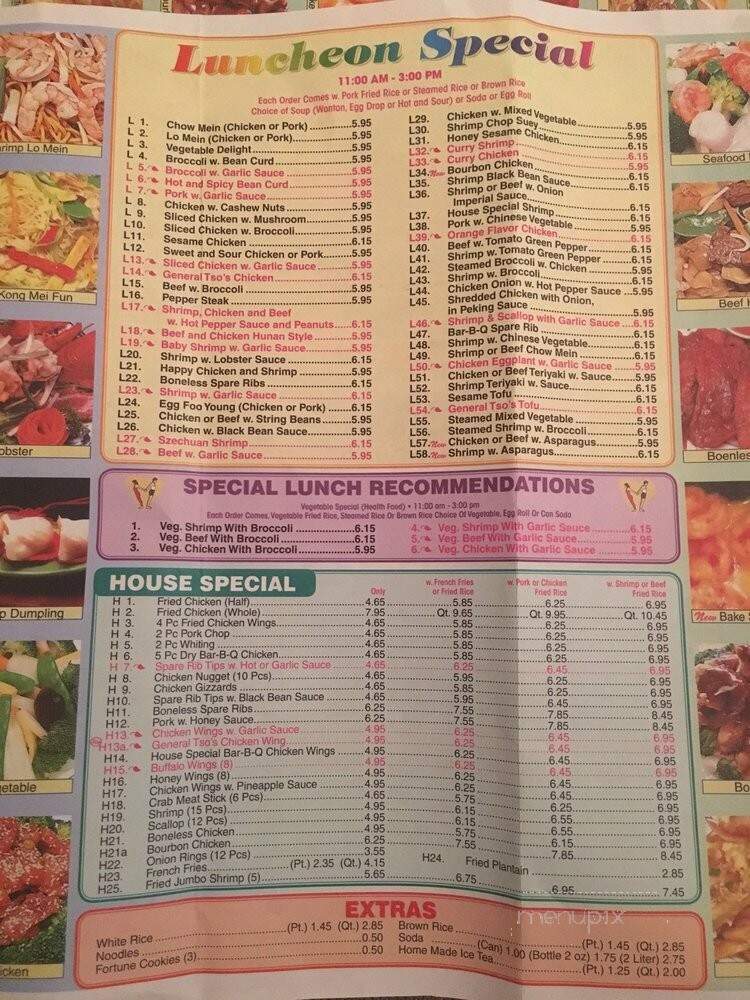 Luncheon Special
11:00 AM - 3:00 PM
Each Order Comes w. Pork Fried Rice or Steamed Rice or Brown Rice
Choice of Soup (Wonton, Egg Drop or Hot and Sour) or Soda or Egg Roll
L 1. Chow Mein (Chicken or Pork) 5.95
L 2. Lo Mein (Chicken or Pork) 5.95
L 3. Vegetable Delight 5.95
L 4. Broccoli w. Bean Curd 5.95
L 5. Broccoli w. Garlic Sauce 5.95
L 6. Hot and Spicy Bean Curd 5.95
L 7. Pork w. Garlic Sauce 5.95
L 8. Chicken w. Cashew Nuts 5.95
L 9. Sliced Chicken w. Mushroom 5.95
L10. Sliced Chicken w. Broccoli 5.95
L11. Sesame Chicken 6.15
L12. Sweet and Sour Chicken or Pork 5.95
L13. Sliced Chicken w. Garlic Sauce 5.95
L14. General Tso's Chicken 6.15
L15. Beef w. Broccoli 5.95
L16. Pepper Steak 5.95
L17. Shrimp, Chicken and Beef
w. Hot Pepper Sauce and Peanuts 6.15
L18. Beef and Chicken Hunan Style 5.95
L19. Baby Shrimp w. Garlic Sauce 5.95
L20. Shrimp w. Lobster Sauce 6.15
L21. Happy Chicken and Shrimp 6.15
L22. Boneless Spare Ribs 6.15
L23. Shrimp w. Garlic Sauce 6.15
L24. Egg Foo Young (Chicken or Pork) 6.15
L25. Chicken or Beef w. String Beans 5.95
L26. Chicken w. Black Bean Sauce 5.95
L27. Szechuan Shrimp 6.15
L28. Beef w. Garlic Sauce 5.95
L29. Chicken w. Mixed Vegetable 5.95
L30. Shrimp Chop Suey 6.15
L31. Honey Sesame Chicken 6.15
L32. Curry Shrimp 6.15
L33. Curry Chicken 5.95
L34. New Bourbon Chicken 6.15
L35. Shrimp Black Bean Sauce 6.15
L36. Shrimp or Beef w. Onion
Imperial Sauce 6.15
L37. House Special Shrimp 6.15
L38. Pork w. Chinese Vegetable 5.95
L39. Orange Flavor Chicken 6.15
L40. Beef w. Tomato Green Pepper 5.95
L41. Shrimp w. Tomato Green Pepper 6.15
L42. Steamed Broccoli w. Chicken 5.95
L43. Shrimp w. Broccoli 6.15
L44. Chicken Onion w. Hot Pepper Sauce 5.95
L45. Shredded Chicken with Onion,
in Peking Sauce 5.95
L46. Shrimp & Scallop with Garlic Sauce 6.15
L47. Bar-B-Q Spare Rib 6.15
L48. Shrimp w. Chinese Vegetable 6.15
L49. Shrimp or Beef Chow Mein 6.15
L50. Chicken Eggplant w. Garlic Sauce 5.95
L51. Chicken or Beef Teriyaki w. Sauce 5.95
L52. Shrimp Teriyaki w. Sauce 6.15
L53. Sesame Tofu 6.15
L54. General Tso's Tofu 6.15
L55. Steamed Mixed Vegetable 5.95
L56. Steamed Shrimp w. Broccoli 6.15
L57. New Chicken or Beef w. Asparagus 5.95
L58. New Shrimp w. Asparagus 6.15
SPECIAL LUNCH RECOMMENDATIONS
Vegetable Special (Health Food) • 11:00 am - 3:00 pm
Each Order Comes, Vegetable Fried Rice, Steamed Rice Or Brown Rice Choice Of Vegetable, Egg Roll Or Can Soda
1. Veg. Shrimp With Broccoli 6.15
2. Veg. Beef With Broccoli 5.95
3. Veg. Chicken With Broccoli 5.95
4. Veg. Shrimp With Garlic Sauce 6.15
5. Veg. Beef With Garlic Sauce 5.95
6. Veg. Chicken With Garlic Sauce 5.95
HOUSE SPECIAL
Only
w. French Fries or Fried Rice
w. Pork or Chicken Fried Rice
w. Shrimp or Beef Fried Rice
H 1. Fried Chicken (Half) 4.65 5.85 6.25 6.95
H 2. Fried Chicken (Whole) 7.95 Qt. 9.65 Qt. 9.95 Qt. 10.45
H 3. 4 Pc Fried Chicken Wings 4.65 5.85 6.25 6.95
H 4. 2 Pc Pork Chop 4.65 5.85 6.25 6.95
H 5. 2 Pc Whiting 4.65 5.85 6.25 6.95
H 6. 5 Pc Dry Bar-B-Q Chicken 4.65 5.85 6.25 6.95
H 7. Spare Rib Tips w. Hot or Garlic Sauce 4.65 6.25 6.45 6.95
H 8. Chicken Nugget (10 Pcs) 4.65 5.95 6.25 6.95
H 9. Chicken Gizzards 4.65 5.85 6.25 6.95
H10. Spare Rib Tips w. Black Bean Sauce 4.65 5.95 6.25 6.95
H11. Boneless Spare Ribs 6.25 7.55 7.85 8.45
H12. Pork w. Honey Sauce 6.25 7.55 7.85 8.45
H13. Chicken Wings w. Garlic Sauce 4.95 6.25 6.45 6.95
H13a. General Tso's Chicken Wing 4.95 6.25 6.45 6.95
H14. House Special Bar-B-Q Chicken Wings 4.95 6.25 6.45 6.95
H15. Buffalo Wings (8) 4.95 6.25 6.45 6.95
H16. Honey Wings (8) 4.95 6.25 6.45 6.95
H17. Chicken Wings w. Pineapple Sauce 4.95 6.25 6.45 6.95
H18. Crab Meat Stick (6 Pcs) 4.65 5.75 6.25 6.95
H19. Shrimp (15 Pcs) 4.95 6.15 6.55 6.95
H20. Scallop (12 Pcs) 4.95 6.15 6.55 6.95
H21. Boneless Chicken 4.95 5.75 6.25 6.95
H21a Bourbon Chicken 6.25 7.55 7.85 8.45
H22. Onion Rings (12 Pcs) 3.55
H23. French Fries (Pt.) 2.35 (Qt.) 4.15
H24. Fried Plantain 2.85
H25. Fried Jumbo Shrimp (5) 5.65 6.75 6.95 7.45
EXTRAS
White Rice (Pt.) 1.45 (Qt.) 2.85
Noodles 0.50
Fortune Cookies (3) 0.50
Brown Rice (Pt.) 1.45 (Qt.) 2.85
Soda (Can) 1.00 (Bottle 2 oz) 1.75 (2 Liter) 2.75
Home Made Ice Tea (Pt.) 1.25 (Qt.) 2.00
Lo Mein
Kong Mei Fun
Dumpling
Seafood
Beef
New Bake
menupix